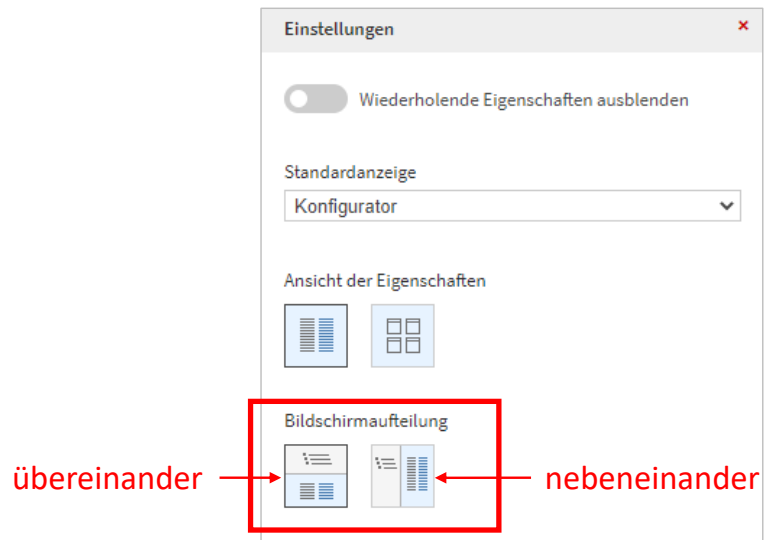 Einstellungen
Wiederholende Eigenschaften ausblenden
Standardanzeige
Konfigurator
Ansicht der Eigenschaften
Bildschirmaufteilung
übereinander
nebeneinander